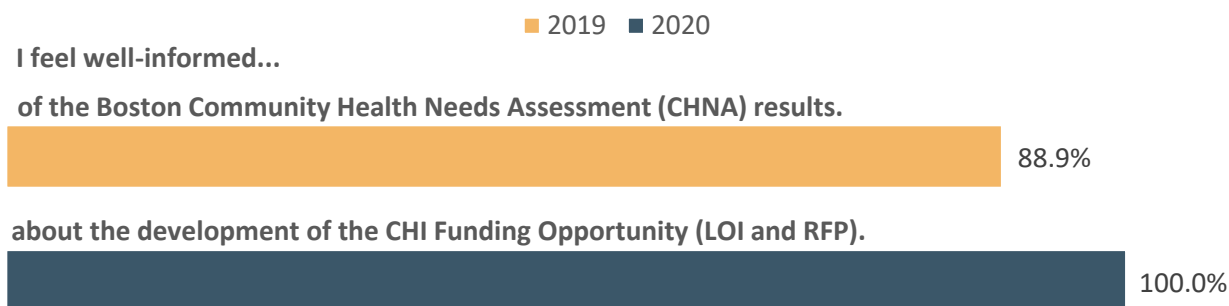 2019 2020
I feel well-informed...
of the Boston Community Health Needs Assessment (CHNA) results.
88.9%
about the development of the CHI Funding Opportunity (LOI and RFP).
100.0%